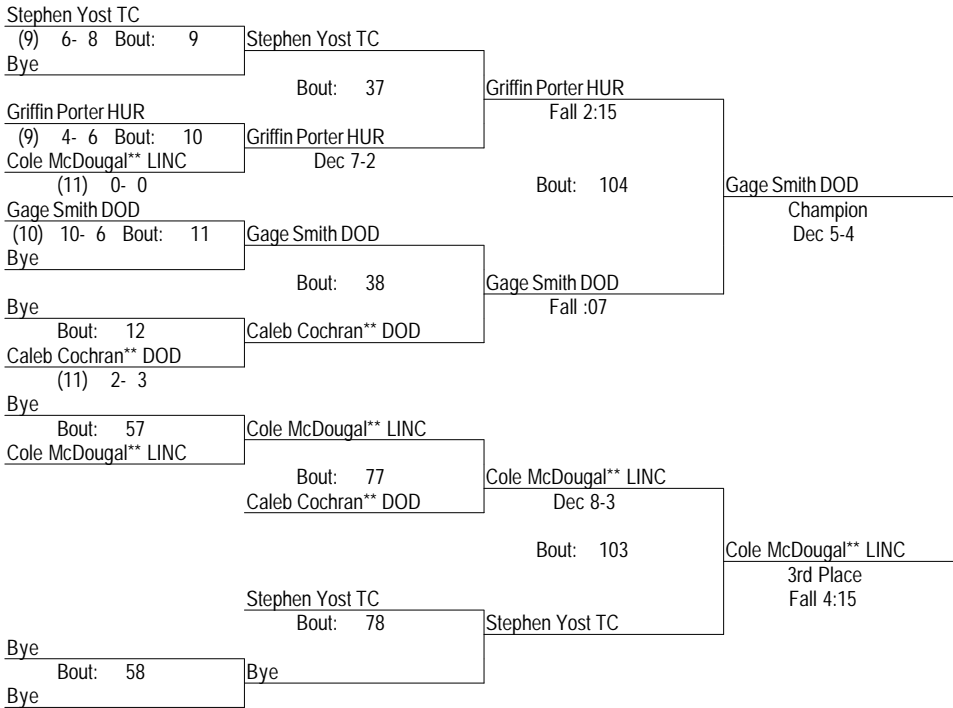 Stephen Yost TC
(9) 6- 8 Bout: 9 Stephen Yost TC
Bye
Bout: 37 Griffin Porter HUR
Griffin Porter HUR Fall 2:15
(9) 4- 6 Bout: 10 Griffin Porter HUR
Cole McDougal** LINC Dec 7-2
(11) 0- 0 Bout: 104 Gage Smith DOD
Gage Smith DOD Champion
(10) 10- 6 Bout: 11 Gage Smith DOD Dec 5-4
Bye
Bout: 38 Gage Smith DOD
Bye Fall :07
Bout: 12 Caleb Cochran** DOD
Caleb Cochran** DOD
(11) 2- 3
Bye
Bout: 57 Cole McDougal** LINC
Cole McDougal** LINC
Bout: 77 Cole McDougal** LINC
Caleb Cochran** DOD Dec 8-3
Bout: 103 Cole McDougal** LINC
3rd Place
Stephen Yost TC Fall 4:15
Bout: 78 Stephen Yost TC
Bye
Bout: 58 Bye
Bye